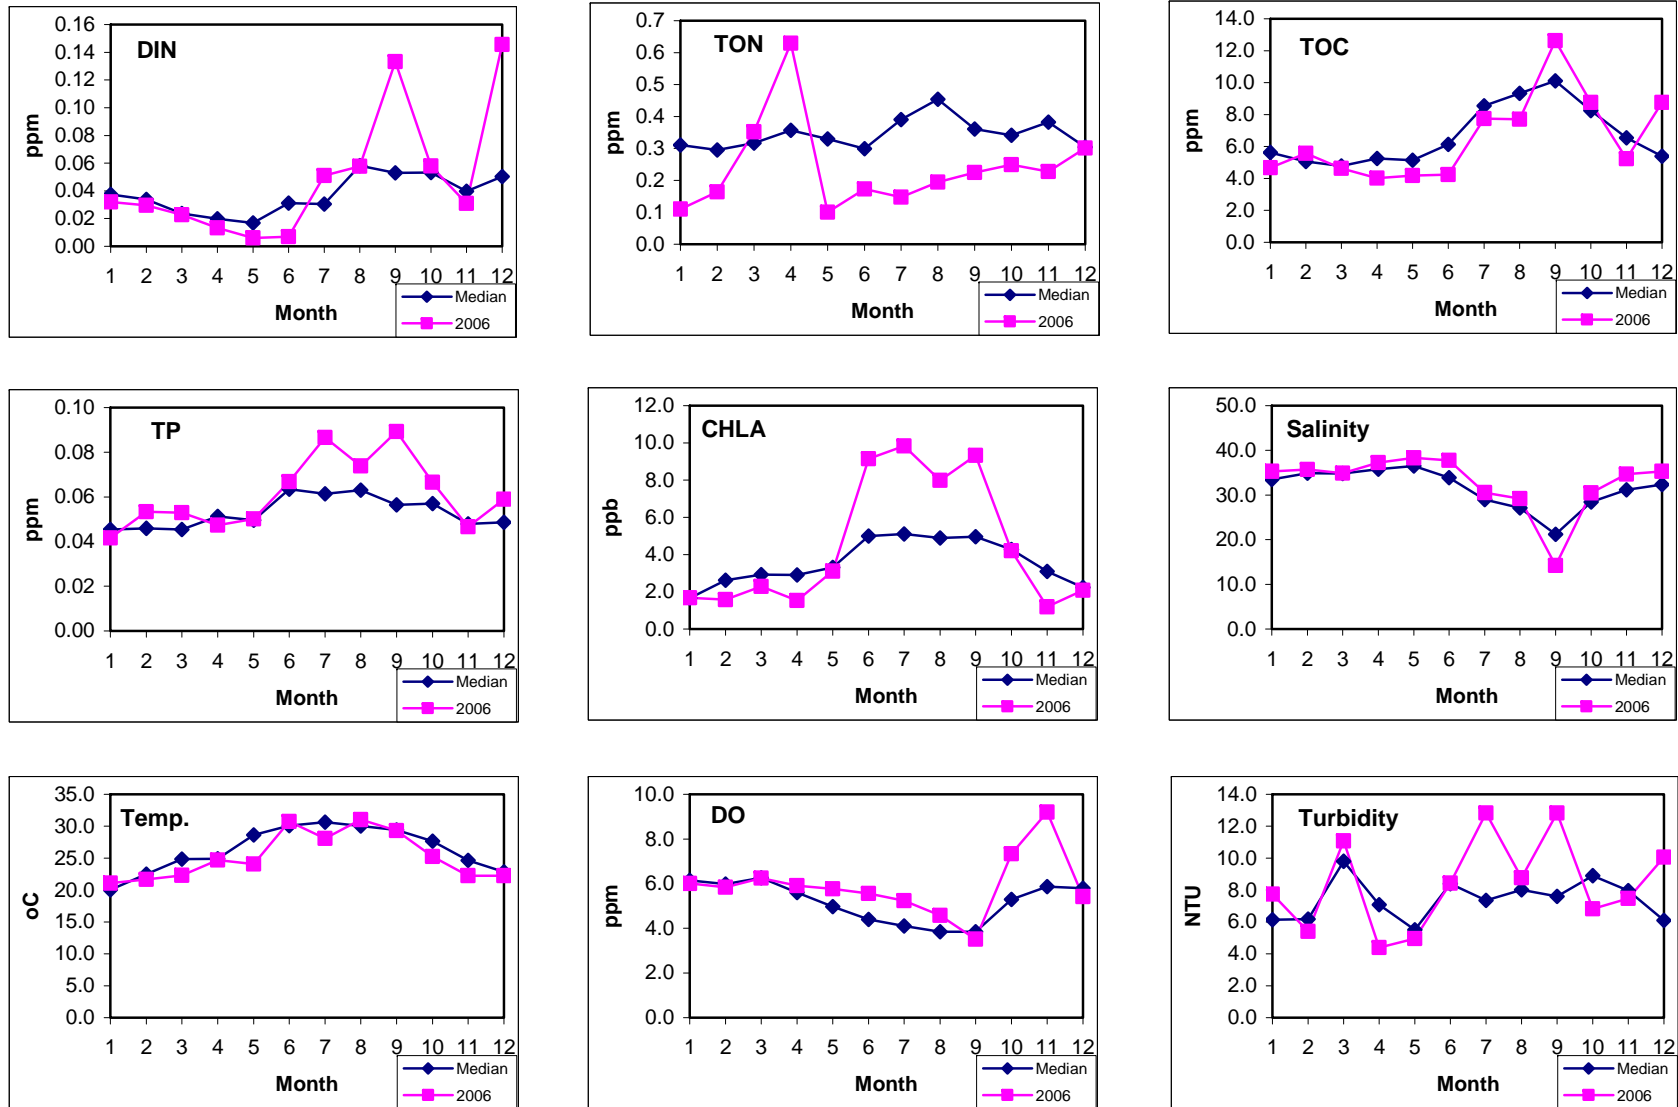 DIN
0.16
0.14
0.12
0.10
0.08
0.06
0.04
0.02
0.00
ppm
1 2 3 4 5 6 7 8 9 10 11 12
Month
Median
2006
TON
0.7
0.6
0.5
0.4
0.3
0.2
0.1
0.0
ppm
1 2 3 4 5 6 7 8 9 10 11 12
Month
Median
2006
TOC
14.0
12.0
10.0
8.0
6.0
4.0
2.0
0.0
ppm
1 2 3 4 5 6 7 8 9 10 11 12
Month
Median
2006
TP
0.10
0.08
0.06
0.04
0.02
0.00
ppm
1 2 3 4 5 6 7 8 9 10 11 12
Month
Median
2006
CHLA
12.0
10.0
8.0
6.0
4.0
2.0
0.0
ppb
1 2 3 4 5 6 7 8 9 10 11 12
Month
Median
2006
Salinity
50.0
40.0
30.0
20.0
10.0
0.0
1 2 3 4 5 6 7 8 9 10 11 12
Month
Median
2006
Temp.
35.0
30.0
25.0
20.0
15.0
10.0
5.0
0.0
oC
1 2 3 4 5 6 7 8 9 10 11 12
Month
Median
2006
DO
10.0
8.0
6.0
4.0
2.0
0.0
ppm
1 2 3 4 5 6 7 8 9 10 11 12
Month
Median
2006
Turbidity
14.0
12.0
10.0
8.0
6.0
4.0
2.0
0.0
NTU
1 2 3 4 5 6 7 8 9 10 11 12
Month
Median
2006